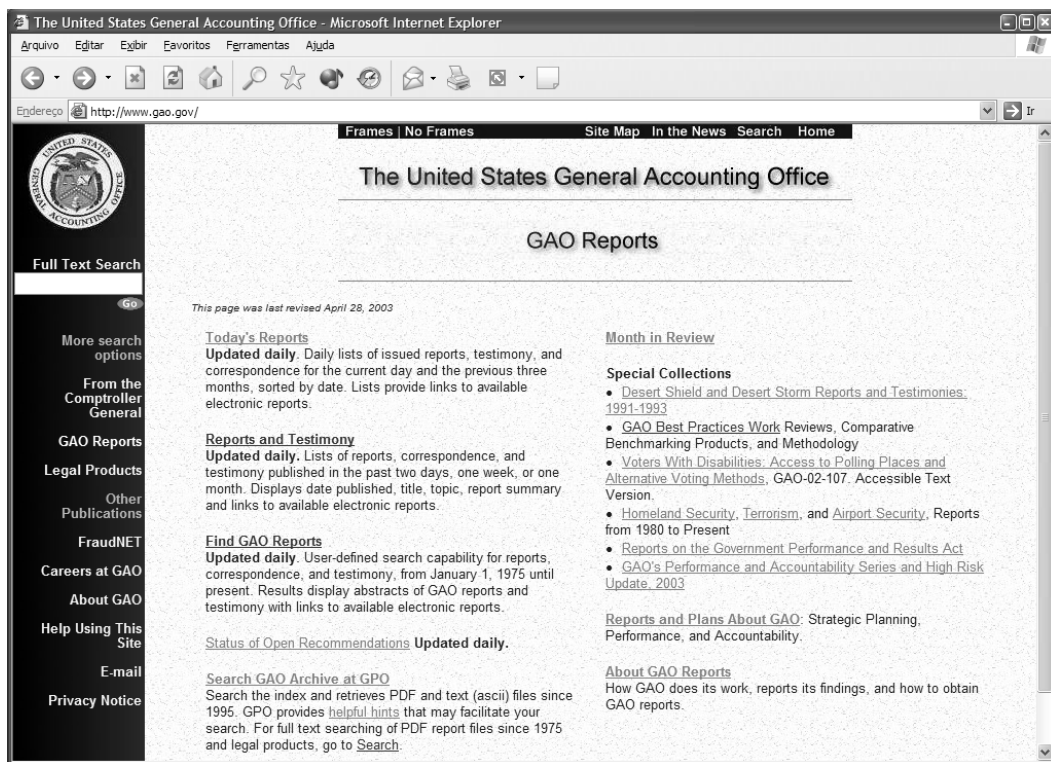 The United States General Accounting Office - Microsoft Internet Explorer
Arquivo Editar Exibir Favoritos Ferramentas Ajuda
Endereço http://www.gao.gov/ Ir
Frames | No Frames Site Map In the News Search Home
UNITED STATES GENERAL ACCOUNTING OFFICE
The United States General Accounting Office
GAO Reports
Full Text Search
Go
More search
options
From the
Comptroller
General
GAO Reports
Legal Products
Other
Publications
FraudNET
Careers at GAO
About GAO
Help Using This
Site
E-mail
Privacy Notice
This page was last revised April 28, 2003
Today's Reports
Updated daily. Daily lists of issued reports, testimony, and
correspondence for the current day and the previous three
months, sorted by date. Lists provide links to available
electronic reports.
Reports and Testimony
Updated daily. Lists of reports, correspondence, and
testimony published in the past two days, one week, or one
month. Displays date published, title, topic, report summary
and links to available electronic reports.
Find GAO Reports
Updated daily. User-defined search capability for reports,
correspondence, and testimony, from January 1, 1975 until
present. Results display abstracts of GAO reports and
testimony with links to available electronic reports.
Status of Open Recommendations Updated daily.
Search GAO Archive at GPO
Search the index and retrieves PDF and text (ascii) files since
1995. GPO provides helpful hints that may facilitate your
search. For full text searching of PDF report files since 1975
and legal products, go to Search.
Month in Review
Special Collections
• Desert Shield and Desert Storm Reports and Testimonies:
1991-1993
• GAO Best Practices Work Reviews, Comparative
Benchmarking Products, and Methodology
• Voters With Disabilities: Access to Polling Places and
Alternative Voting Methods, GAO-02-107. Accessible Text
Version.
• Homeland Security, Terrorism, and Airport Security, Reports
from 1980 to Present
• Reports on the Government Performance and Results Act
• GAO's Performance and Accountability Series and High Risk
Update, 2003
Reports and Plans About GAO: Strategic Planning,
Performance, and Accountability.
About GAO Reports
How GAO does its work, reports its findings, and how to obtain
GAO reports.